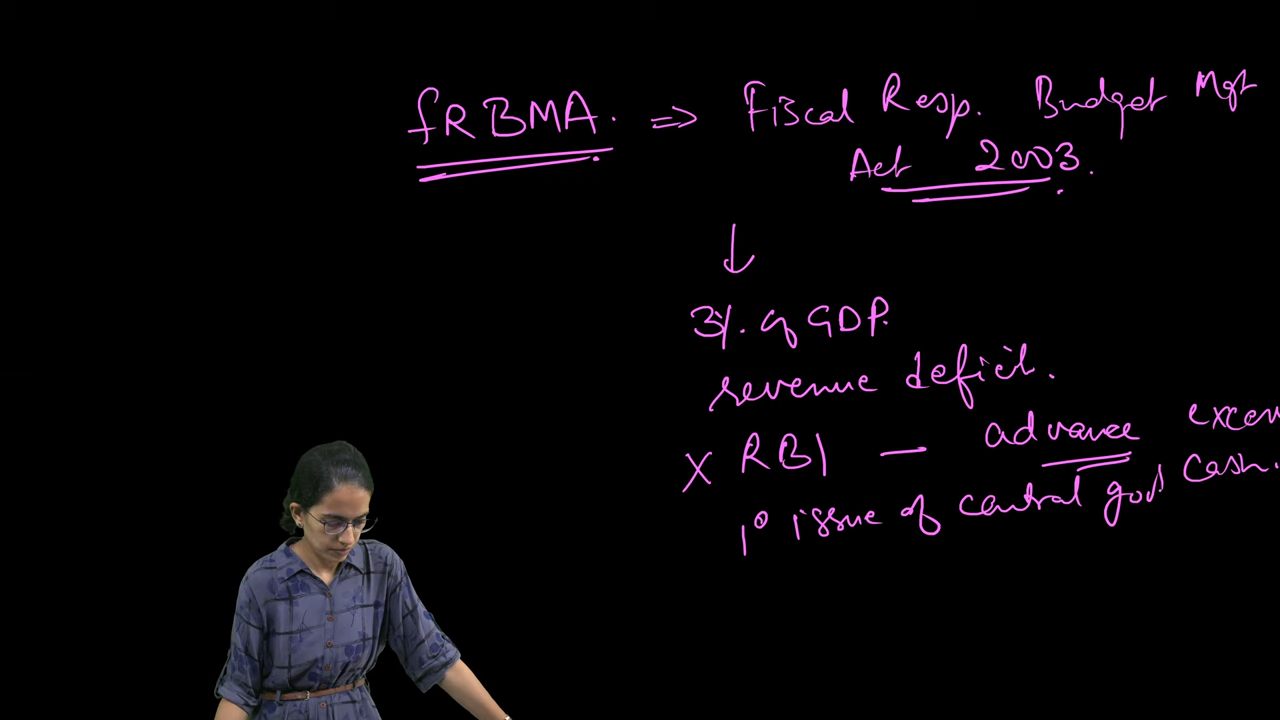 fRBMA. => Fiscal Resp. Budget Mgt
Act 2003.
↓
3%. of GDP.
revenue deficit.
X RBI — advance
cash.
1° issue of central govt